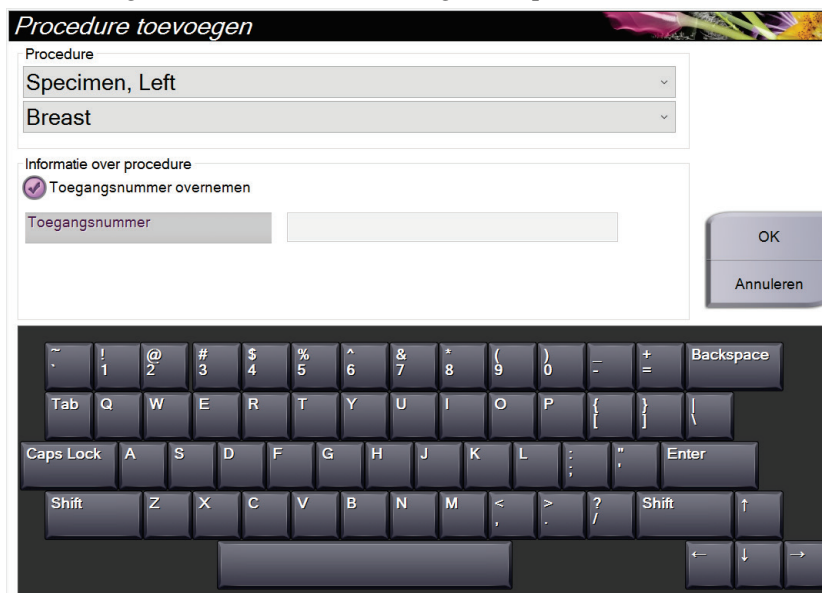 Procedure toevoegen
Procedure
Specimen, Left
Breast
Informatie over procedure
Toegangsnummer overnemen
Toegangsnummer
OK
Annuleren
~ ! @ # $ % ^ & * ( ) _ + Backspace
` 1 2 3 4 5 6 7 8 9 0 - =
Tab Q W E R T Y U I O P { } |
[ ] \
Caps Lock A S D F G H J K L : " Enter
; '
Shift Z X C V B N M < > ? Shift ↑
, . /
← ↓ →